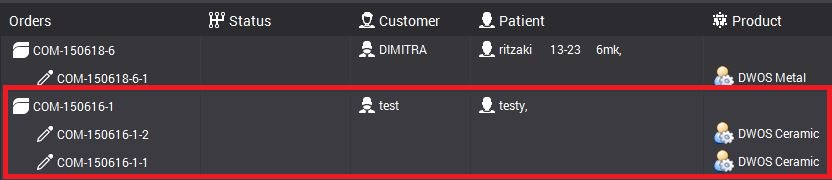 Orders Status Customer Patient Product
COM-150618-6 DIMITRA ritzaki 13-23 6mk,
COM-150618-6-1 DWOS Metal
COM-150616-1 test testy,
COM-150616-1-2 DWOS Ceramic
COM-150616-1-1 DWOS Ceramic